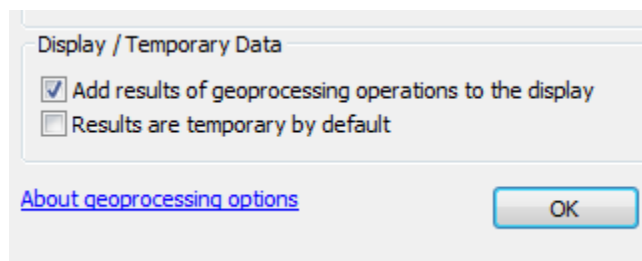 Display / Temporary Data
Add results of geoprocessing operations to the display
Results are temporary by default
About geoprocessing options
OK